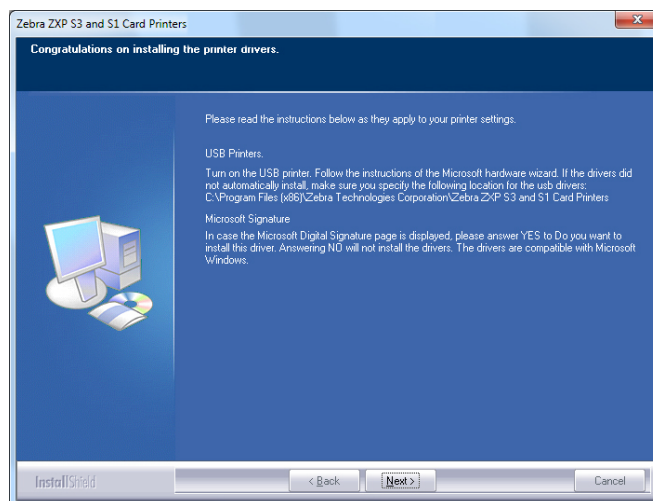 Zebra ZXP S3 and S1 Card Printers
Congratulations on installing the printer drivers.
Please read the instructions below as they apply to your printer settings.
USB Printers.
Turn on the USB printer. Follow the instructions of the Microsoft hardware wizard. If the drivers did
not automatically install, make sure you specify the following location for the usb drivers:
C:\Program Files (x86)\Zebra Technologies Corporation\Zebra ZXP S3 and S1 Card Printers
Microsoft Signature
In case the Microsoft Digital Signature page is displayed, please answer YES to Do you want to
install this driver. Answering NO will not install the drivers. The drivers are compatible with Microsoft
Windows.
InstallShield
< Back
Next >
Cancel